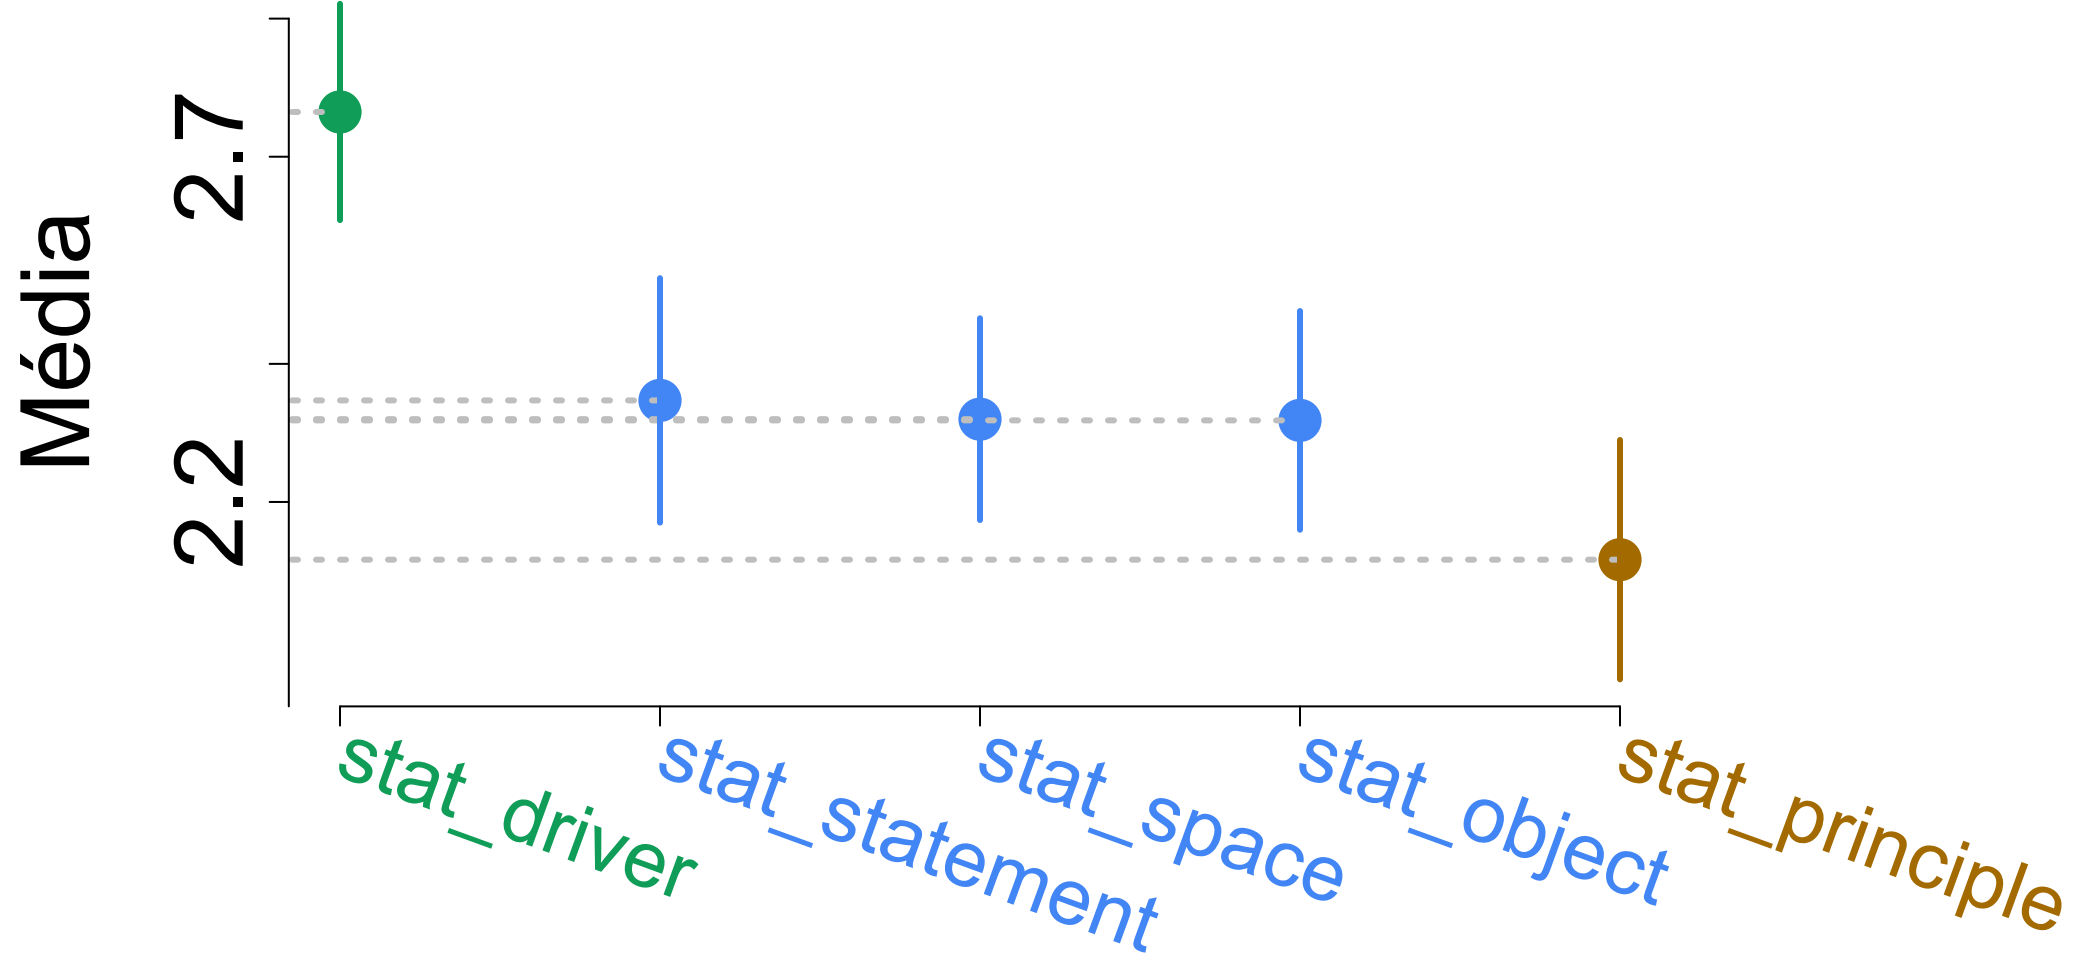 Média
2.7
2.2
stat_driver
stat_statement
stat_space
stat_object
stat_principle